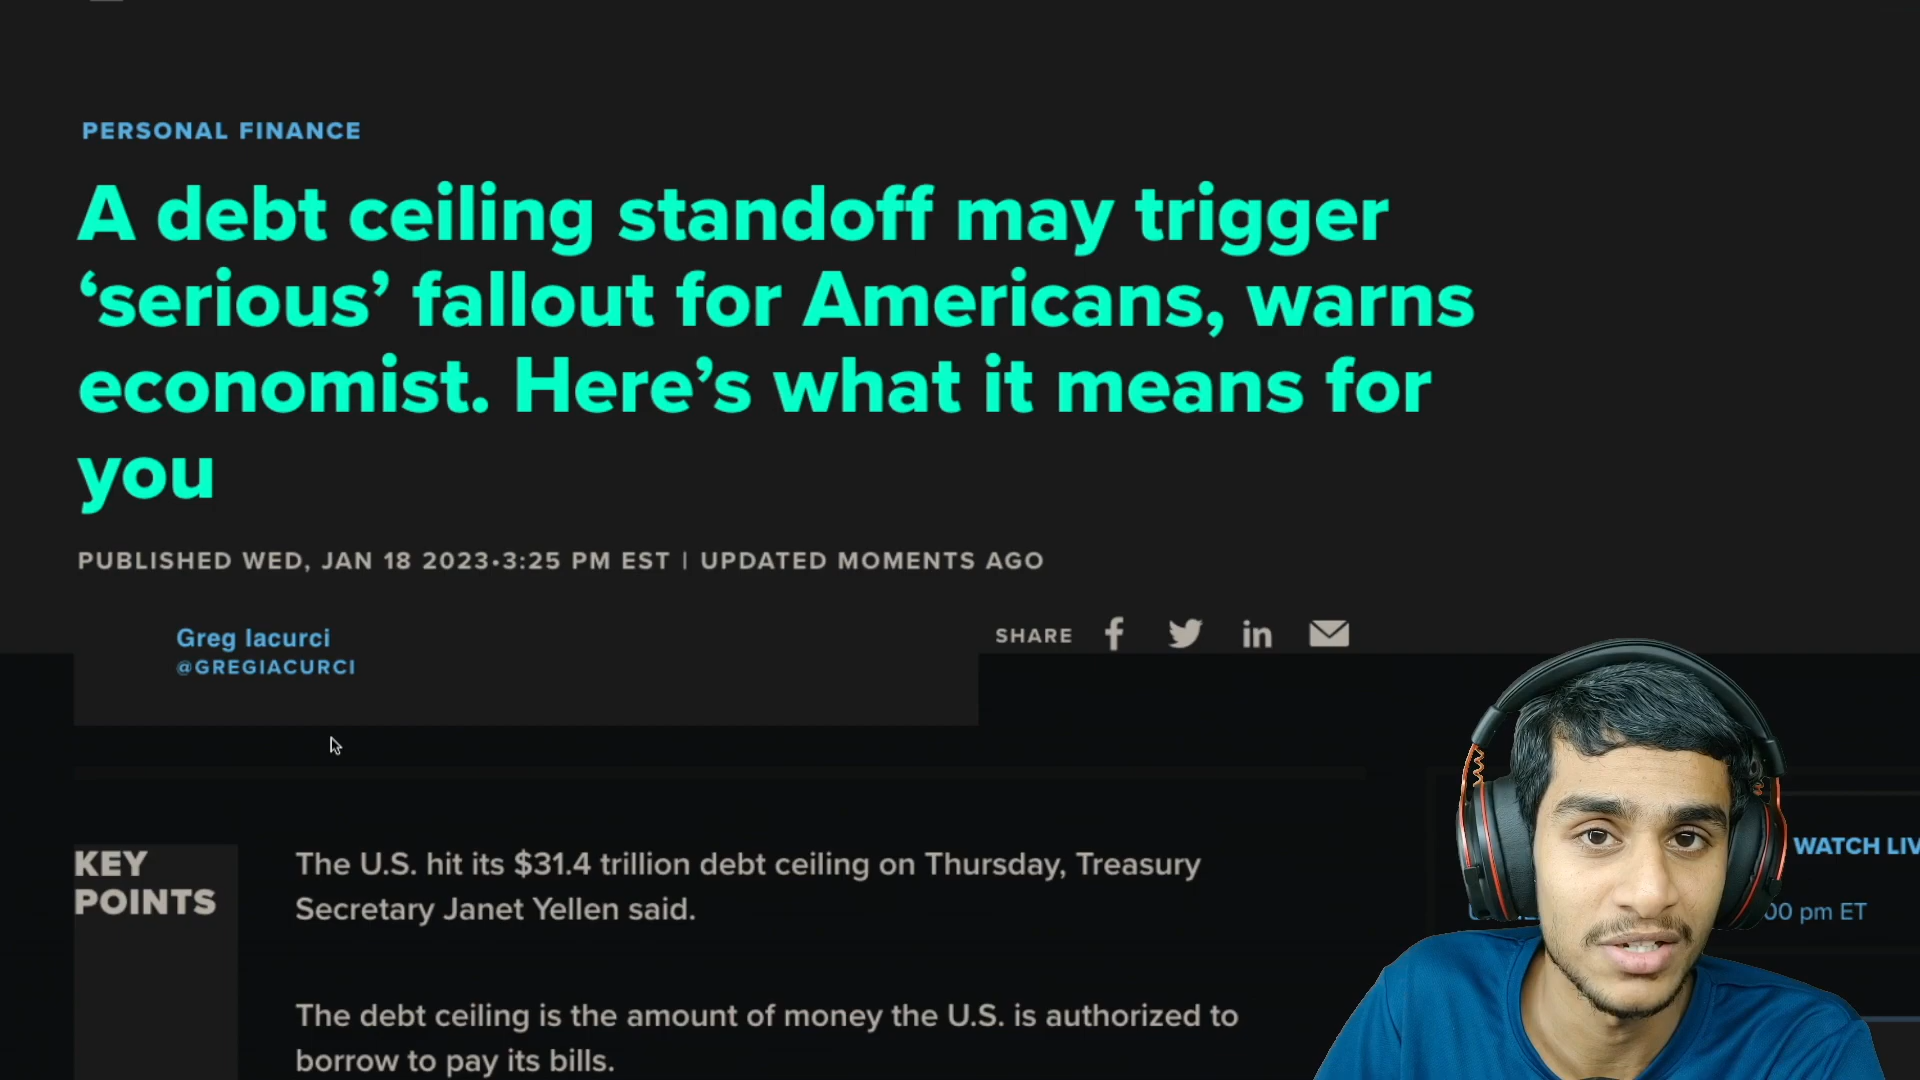 PERSONAL FINANCE
A debt ceiling standoff may trigger
‘serious’ fallout for Americans, warns
economist. Here’s what it means for
you
PUBLISHED WED, JAN 18 2023•3:25 PM EST | UPDATED MOMENTS AGO
Greg Iacurci
@GREGIACURCI
SHARE
KEY
POINTS
The U.S. hit its $31.4 trillion debt ceiling on Thursday, Treasury
Secretary Janet Yellen said.
The debt ceiling is the amount of money the U.S. is authorized to
borrow to pay its bills.
WATCH LIV
00 pm ET